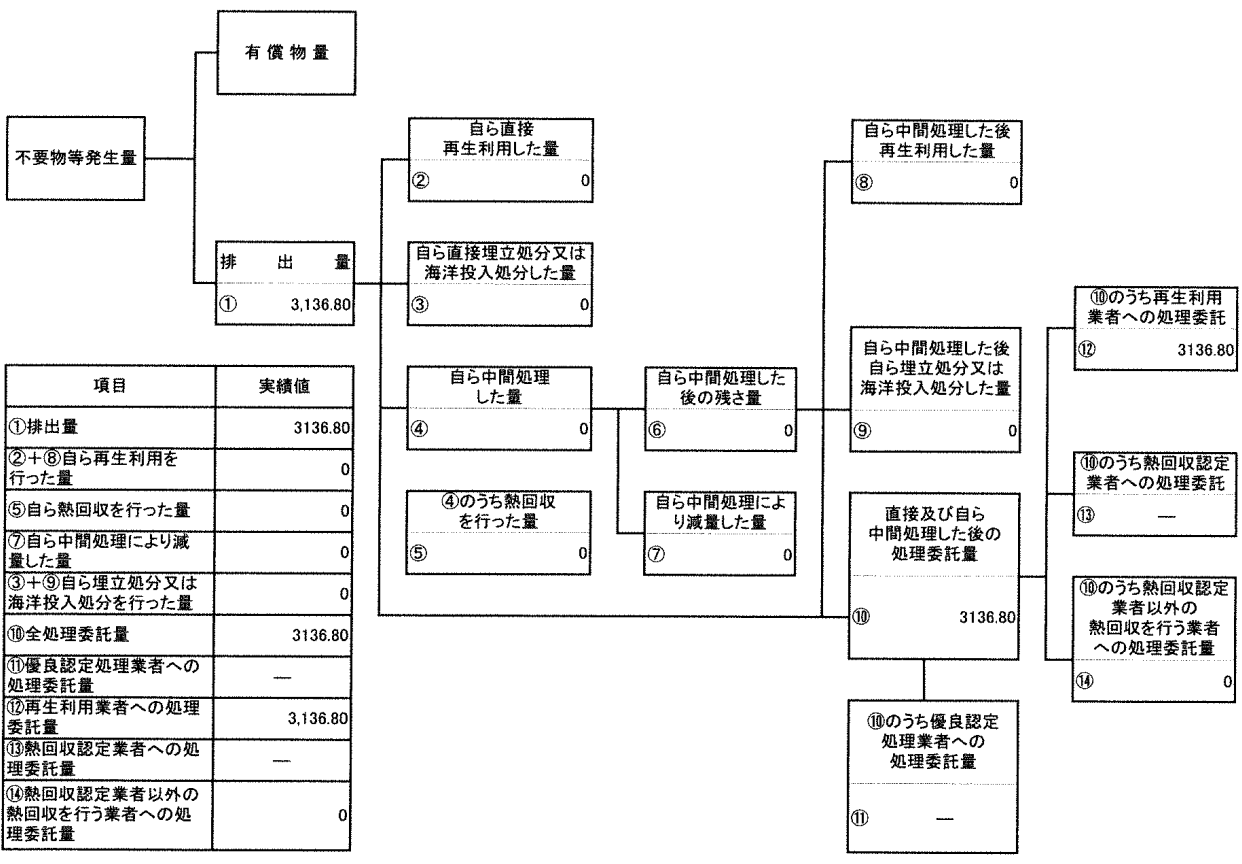 有償物量
不要物等発生量
排出量
① 3,136.80
自ら直接
再生利用した量
② 0
自ら直接埋立処分又は
海洋投入処分した量
③ 0
自ら中間処理
した量
④ 0
④のうち熱回収
を行った量
⑤ 0
自ら中間処理した
後の残さ量
⑥ 0
自ら中間処理によ
り減量した量
⑦ 0
自ら中間処理した後
再生利用した量
⑧ 0
自ら中間処理した後
自ら埋立処分又は
海洋投入処分した量
⑨ 0
直接及び自ら
中間処理した後の
処理委託量
⑩ 3136.80
⑩のうち優良認定
処理業者への
処理委託量
⑪ —
⑩のうち再生利用
業者への処理委託
⑫ 3136.80
⑩のうち熱回収認定
業者への処理委託
⑬ —
⑩のうち熱回収認定
業者以外の
熱回収を行う業者
への処理委託量
⑭ 0
項目 実績値
①排出量 3136.80
②+⑧自ら再生利用を
行った量 0
⑤自ら熱回収を行った量 0
⑦自ら中間処理により減
量した量 0
③+⑨自ら埋立処分又は
海洋投入処分を行った量 0
⑩全処理委託量 3136.80
⑪優良認定処理業者への
処理委託量 —
⑫再生利用業者への処理
委託量 3,136.80
⑬熱回収認定業者への処
理委託量 —
⑭熱回収認定業者以外の
熱回収を行う業者への処
理委託量 0